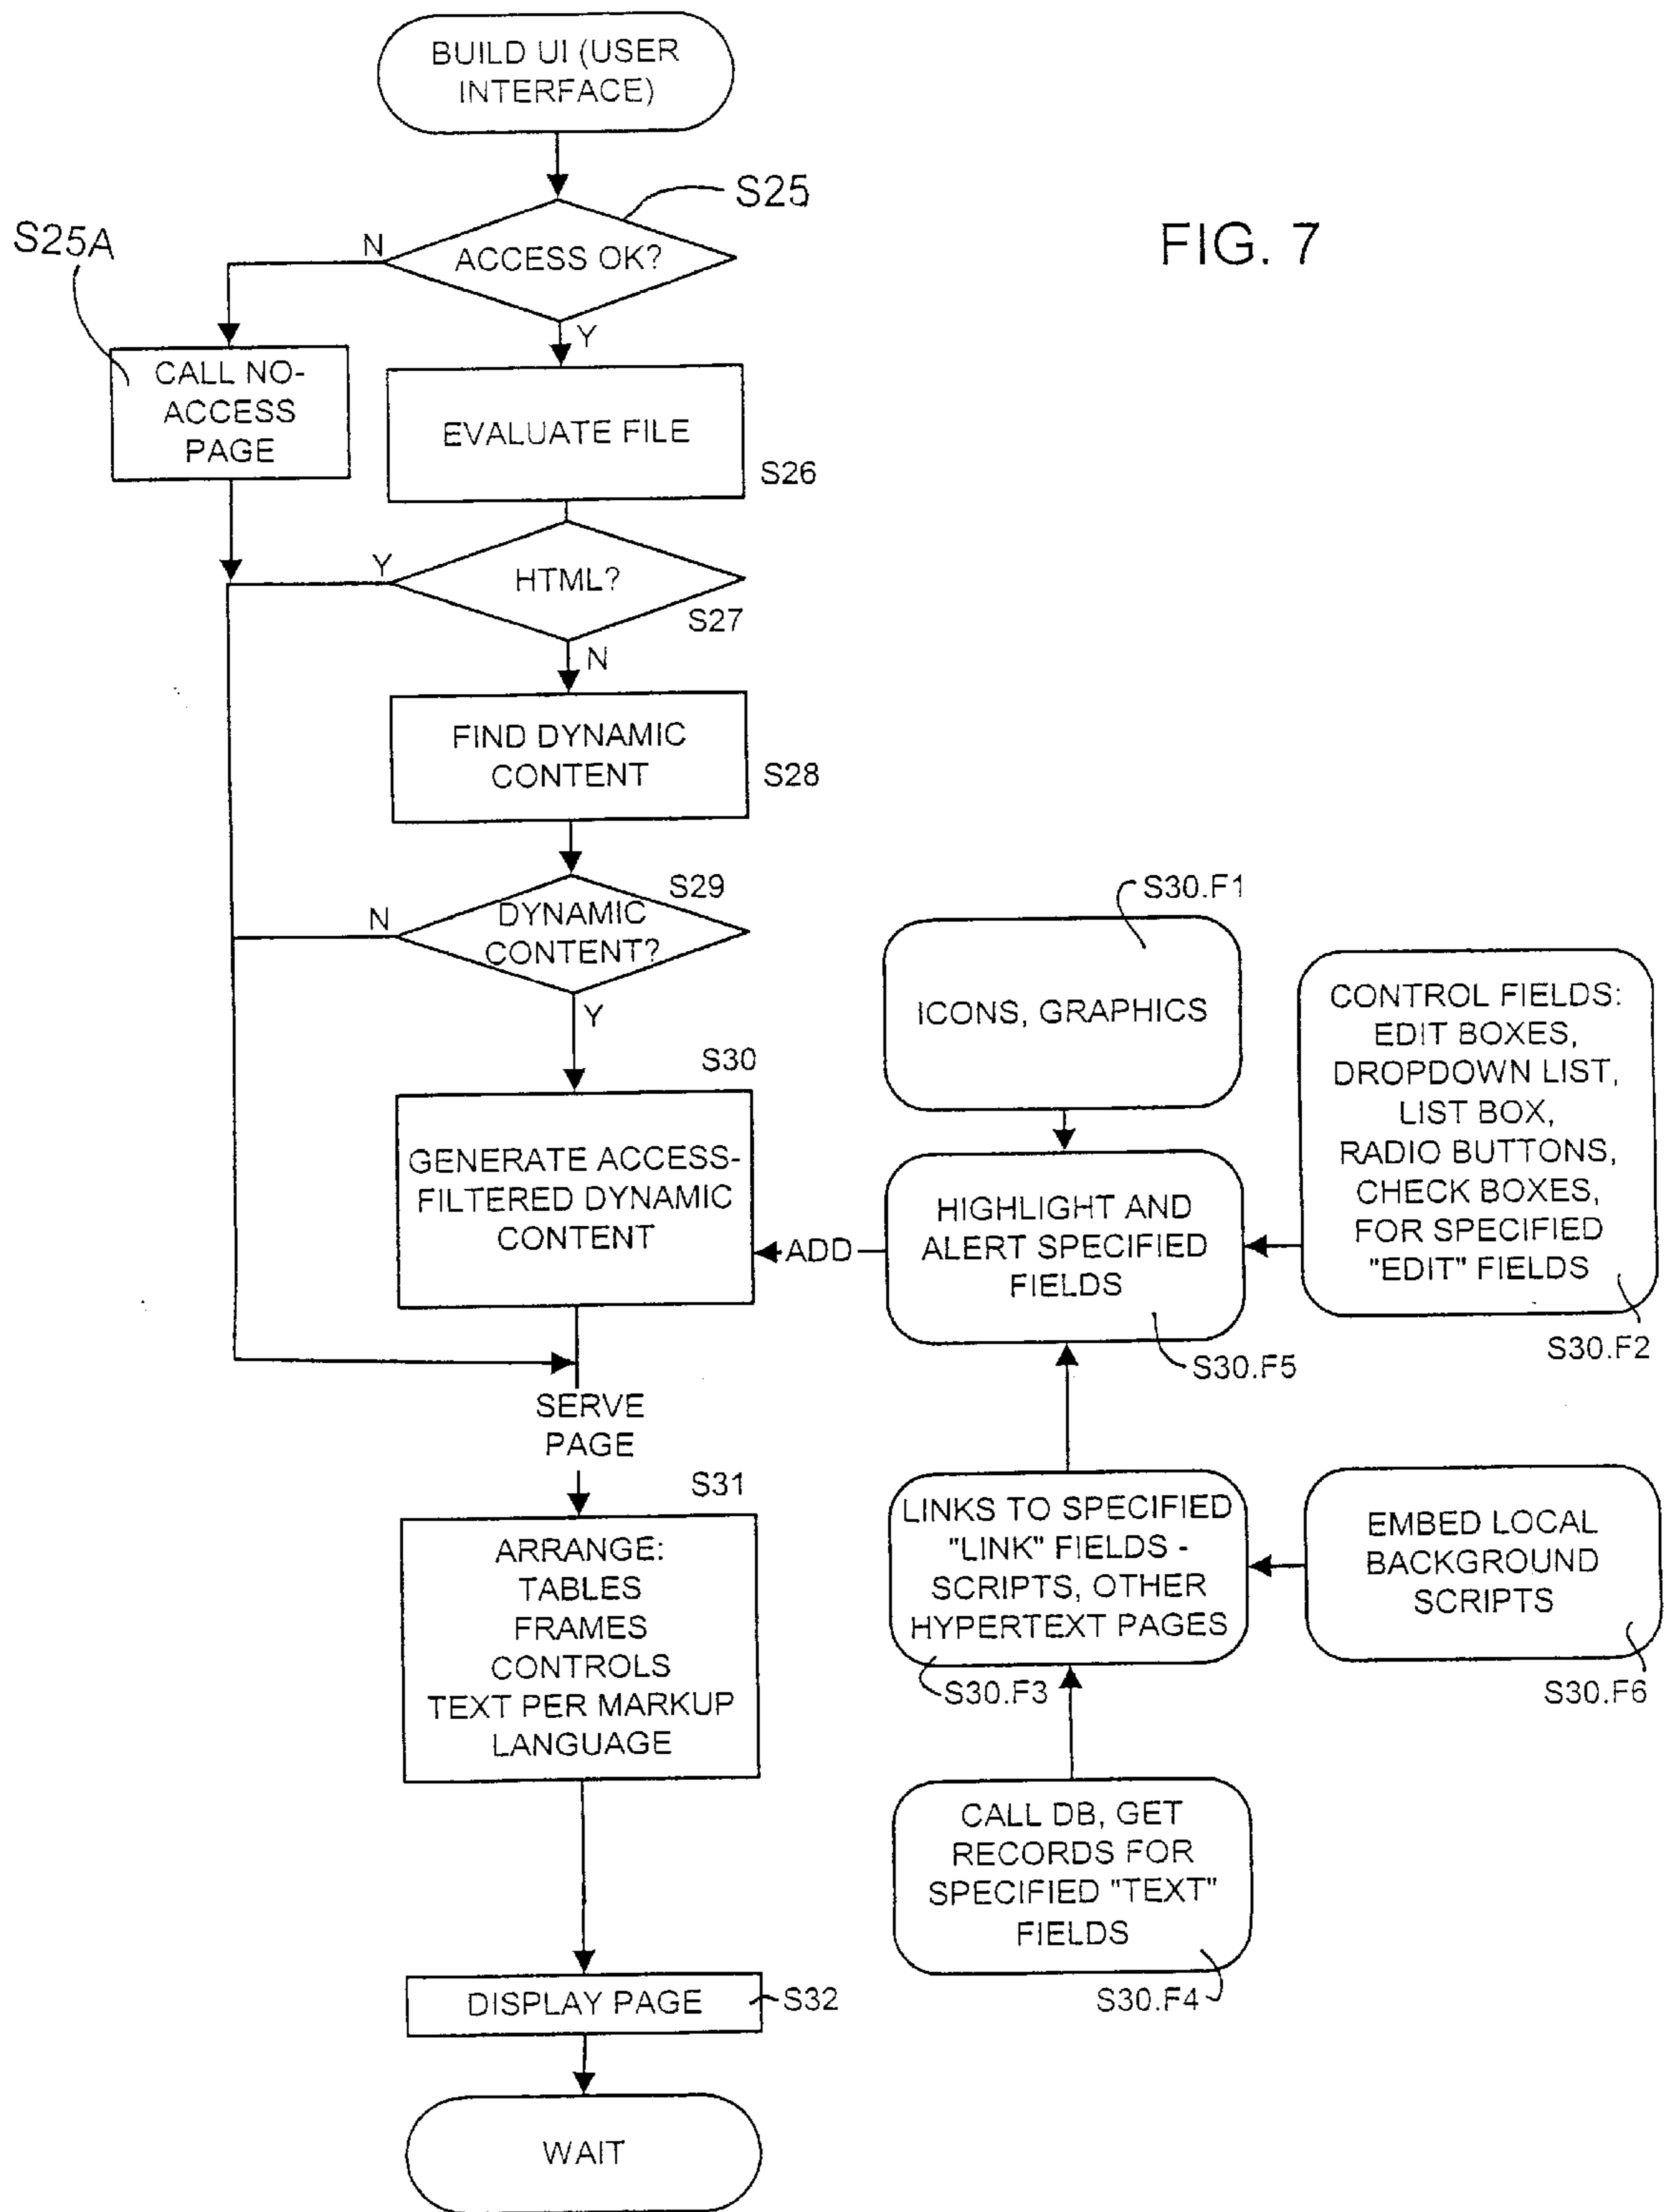 BUILD UI (USER
INTERFACE)
S25
FIG. 7
S25A
N
ACCESS OK?
Y
CALL NO-
ACCESS
PAGE
EVALUATE FILE
S26
Y
HTML?
S27
N
FIND DYNAMIC
CONTENT
S28
S29
N
DYNAMIC
CONTENT?
Y
S30
GENERATE ACCESS-
FILTERED DYNAMIC
CONTENT
ADD
S30.F1
ICONS, GRAPHICS
HIGHLIGHT AND
ALERT SPECIFIED
FIELDS
S30.F5
CONTROL FIELDS:
EDIT BOXES,
DROPDOWN LIST,
LIST BOX,
RADIO BUTTONS,
CHECK BOXES,
FOR SPECIFIED
"EDIT" FIELDS
S30.F2
SERVE
PAGE
S31
ARRANGE:
TABLES
FRAMES
CONTROLS
TEXT PER MARKUP
LANGUAGE
LINKS TO SPECIFIED
"LINK" FIELDS -
SCRIPTS, OTHER
HYPERTEXT PAGES
S30.F3
EMBED LOCAL
BACKGROUND
SCRIPTS
S30.F6
CALL DB, GET
RECORDS FOR
SPECIFIED "TEXT"
FIELDS
S30.F4
DISPLAY PAGE
S32
WAIT